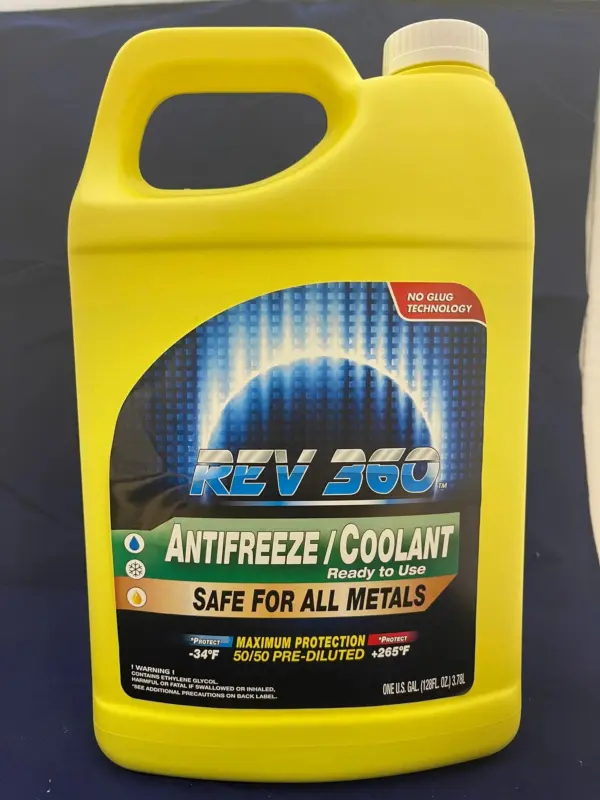 NO GLUG
TECHNOLOGY
REV 360™
ANTIFREEZE/COOLANT
Ready to Use
SAFE FOR ALL METALS
*PROTECT
-34°F
MAXIMUM PROTECTION
50/50 PRE-DILUTED
*PROTECT
+265°F
! WARNING !
CONTAINS ETHYLENE GLYCOL.
HARMFUL OR FATAL IF SWALLOWED OR INHALED,
*SEE ADDITIONAL PRECAUTIONS ON BACK LABEL.
ONE U.S. GAL. (128FL. OZ.) 3.78L